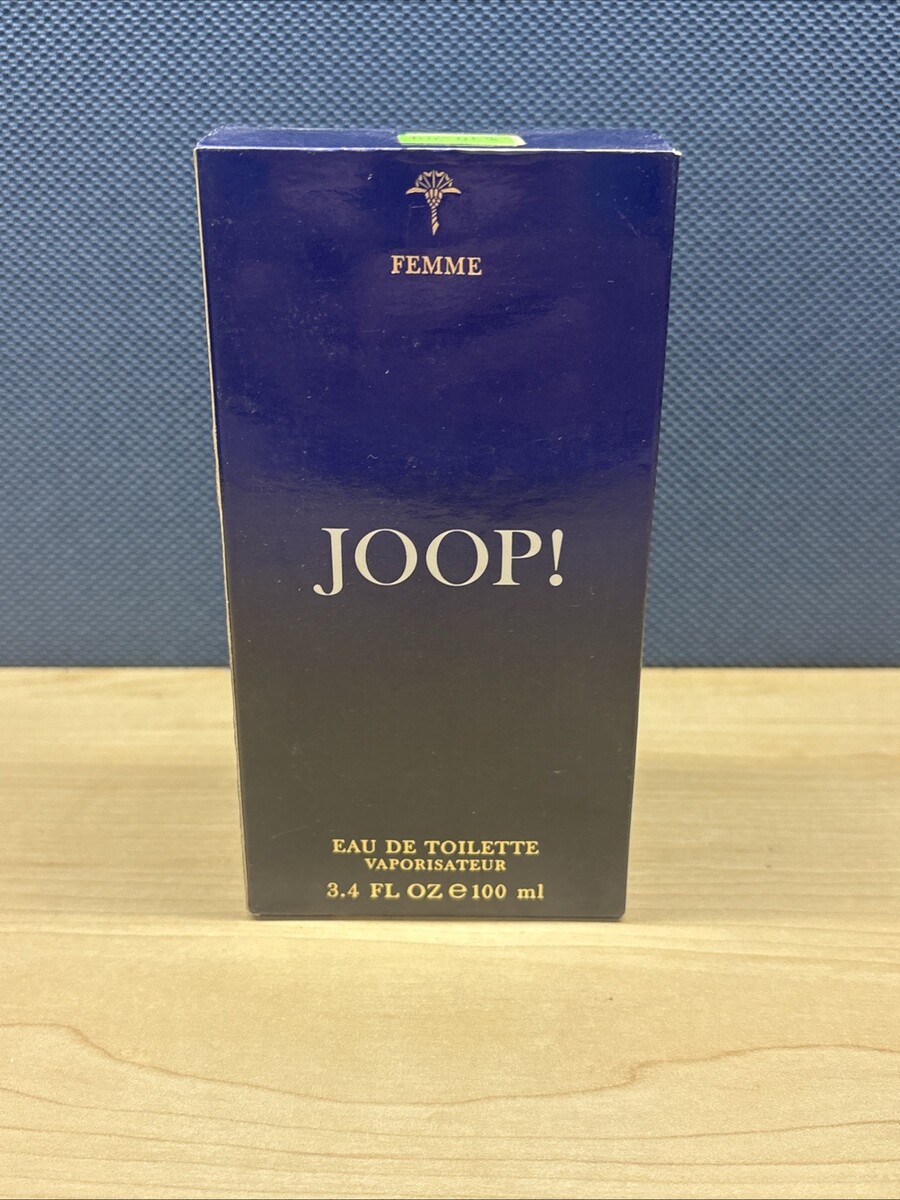 FEMME
JOOP!
EAU DE TOILETTE
VAPORISATEUR
3.4 FL OZ ℮ 100 ml